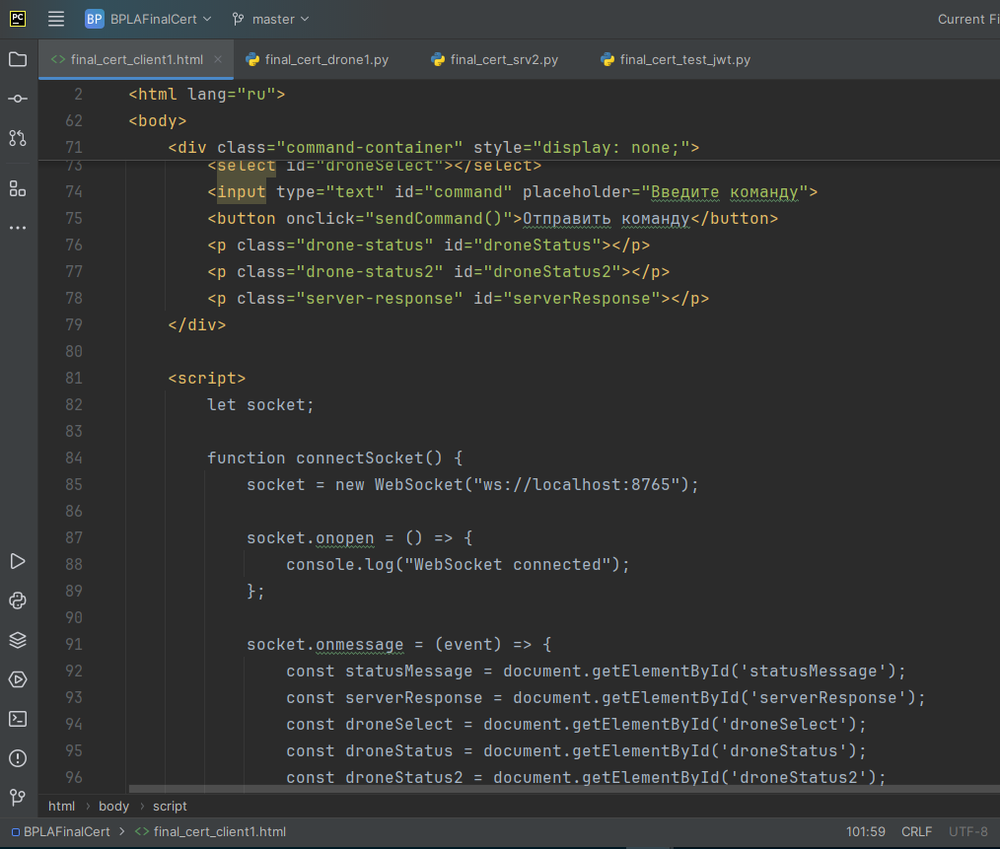 PC BP BPLAFinalCert master Current Fi
final_cert_client1.html final_cert_drone1.py final_cert_srv2.py final_cert_test_jwt.py
2 <html lang="ru">
62 <body>
71 <div class="command-container" style="display: none;">
73 <select id="droneSelect"></select>
74 <input type="text" id="command" placeholder="Введите команду">
75 <button onclick="sendCommand()">Отправить команду</button>
76 <p class="drone-status" id="droneStatus"></p>
77 <p class="drone-status2" id="droneStatus2"></p>
78 <p class="server-response" id="serverResponse"></p>
79 </div>
80
81 <script>
82 let socket;
83
84 function connectSocket() {
85 socket = new WebSocket("ws://localhost:8765");
86
87 socket.onopen = () => {
88 console.log("WebSocket connected");
89 };
90
91 socket.onmessage = (event) => {
92 const statusMessage = document.getElementById('statusMessage');
93 const serverResponse = document.getElementById('serverResponse');
94 const droneSelect = document.getElementById('droneSelect');
95 const droneStatus = document.getElementById('droneStatus');
96 const droneStatus2 = document.getElementById('droneStatus2');
html › body › script
BPLAFinalCert > <> final_cert_client1.html 101:59 CRLF UTF-8